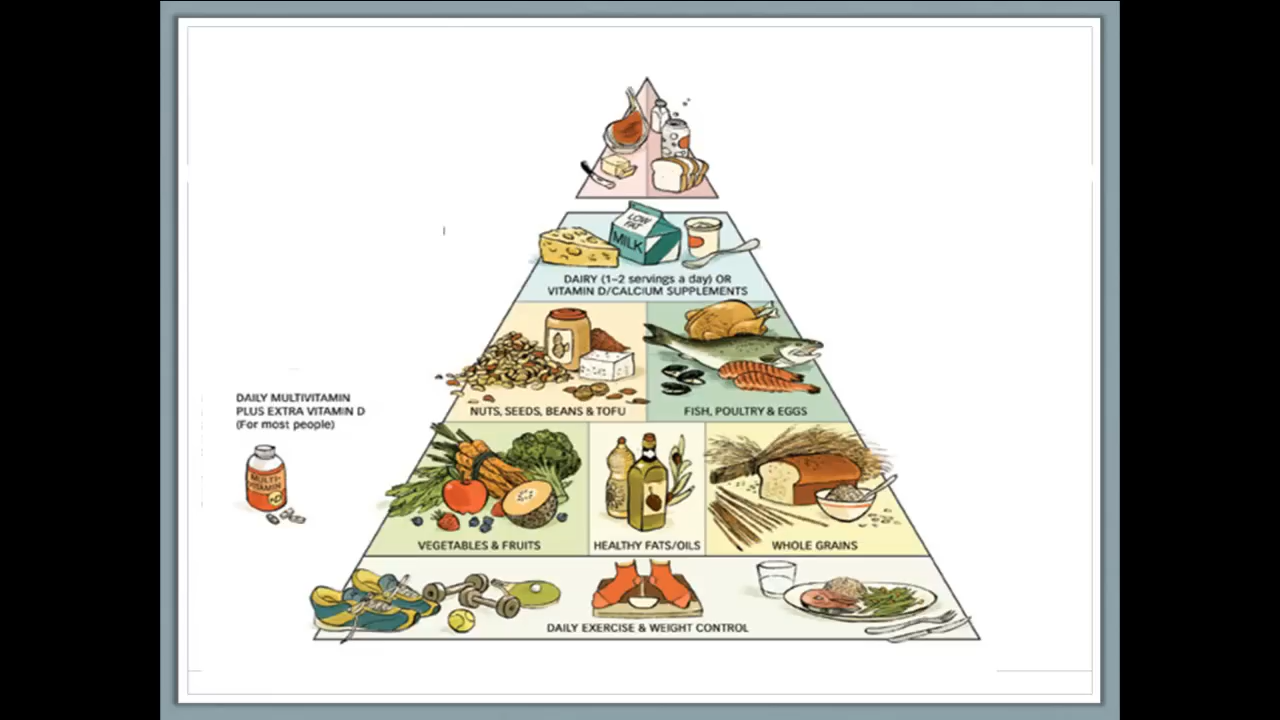 LOW
FAT
MILK
DAIRY (1–2 servings a day) OR
VITAMIN D/CALCIUM SUPPLEMENTS
NUTS, SEEDS, BEANS & TOFU
FISH, POULTRY & EGGS
DAILY MULTIVITAMIN
PLUS EXTRA VITAMIN D
(For most people)
MULTI-
VITAMIN
+D
VEGETABLES & FRUITS
HEALTHY FATS/OILS
WHOLE GRAINS
DAILY EXERCISE & WEIGHT CONTROL